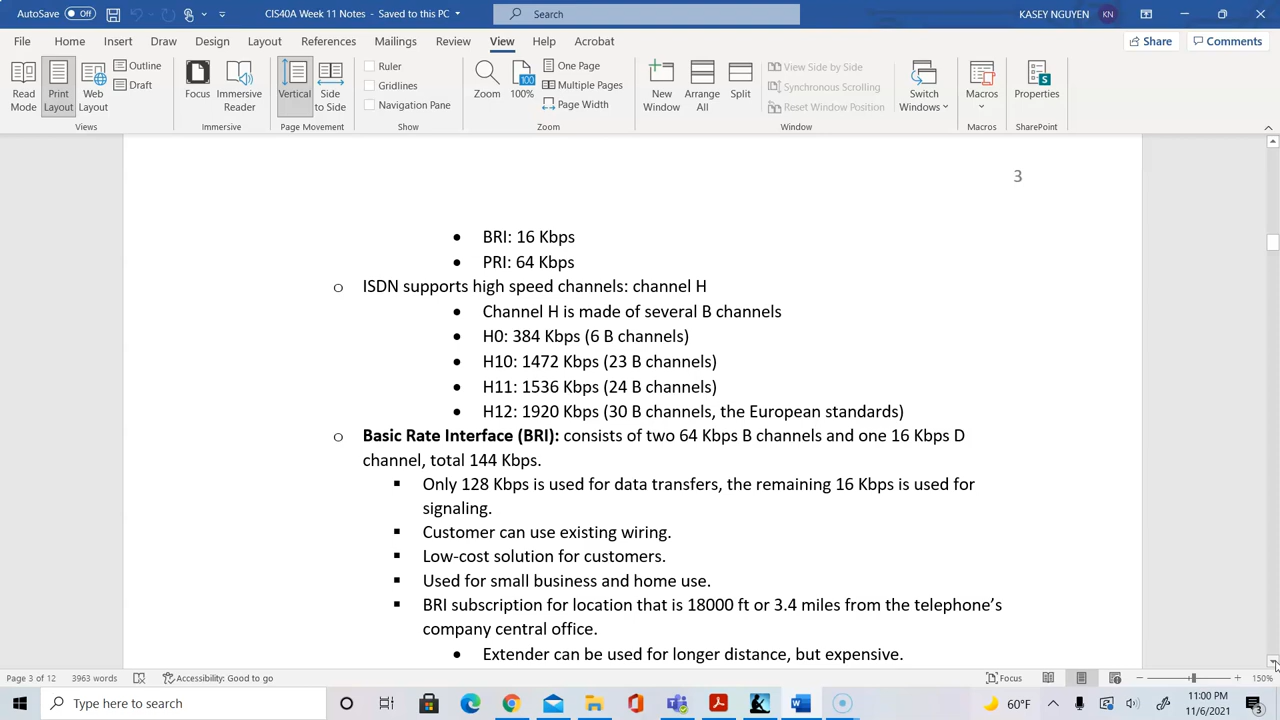 AutoSave Off CIS40A Week 11 Notes Search KASEY NGUYEN KN
File Home Insert Draw Design Layout References Mailings Review View Help Acrobat Share Comments
Read Mode Print Layout Web Layout Outline Draft
Focus Immersive Reader Vertical Side to Side
Ruler Gridlines Navigation Pane
Zoom 100 100% One Page Multiple Pages Page Width
New Window Arrange All Split View Side by Side Synchronous Scrolling Reset Window Position Switch Windows
Macros Properties
Views Immersive Page Movement Show Zoom Window Macros SharePoint
3
• BRI: 16 Kbps
• PRI: 64 Kbps
o ISDN supports high speed channels: channel H
• Channel H is made of several B channels
• H0: 384 Kbps (6 B channels)
• H10: 1472 Kbps (23 B channels)
• H11: 1536 Kbps (24 B channels)
• H12: 1920 Kbps (30 B channels, the European standards)
o Basic Rate Interface (BRI): consists of two 64 Kbps B channels and one 16 Kbps D
channel, total 144 Kbps.
▪ Only 128 Kbps is used for data transfers, the remaining 16 Kbps is used for
signaling.
▪ Customer can use existing wiring.
▪ Low-cost solution for customers.
▪ Used for small business and home use.
▪ BRI subscription for location that is 18000 ft or 3.4 miles from the telephone’s
company central office.
• Extender can be used for longer distance, but expensive.
Page 3 of 12 3963 words Accessibility: Good to go Focus 150%
Type here to search 60°F 11:00 AM
11/6/2021 3